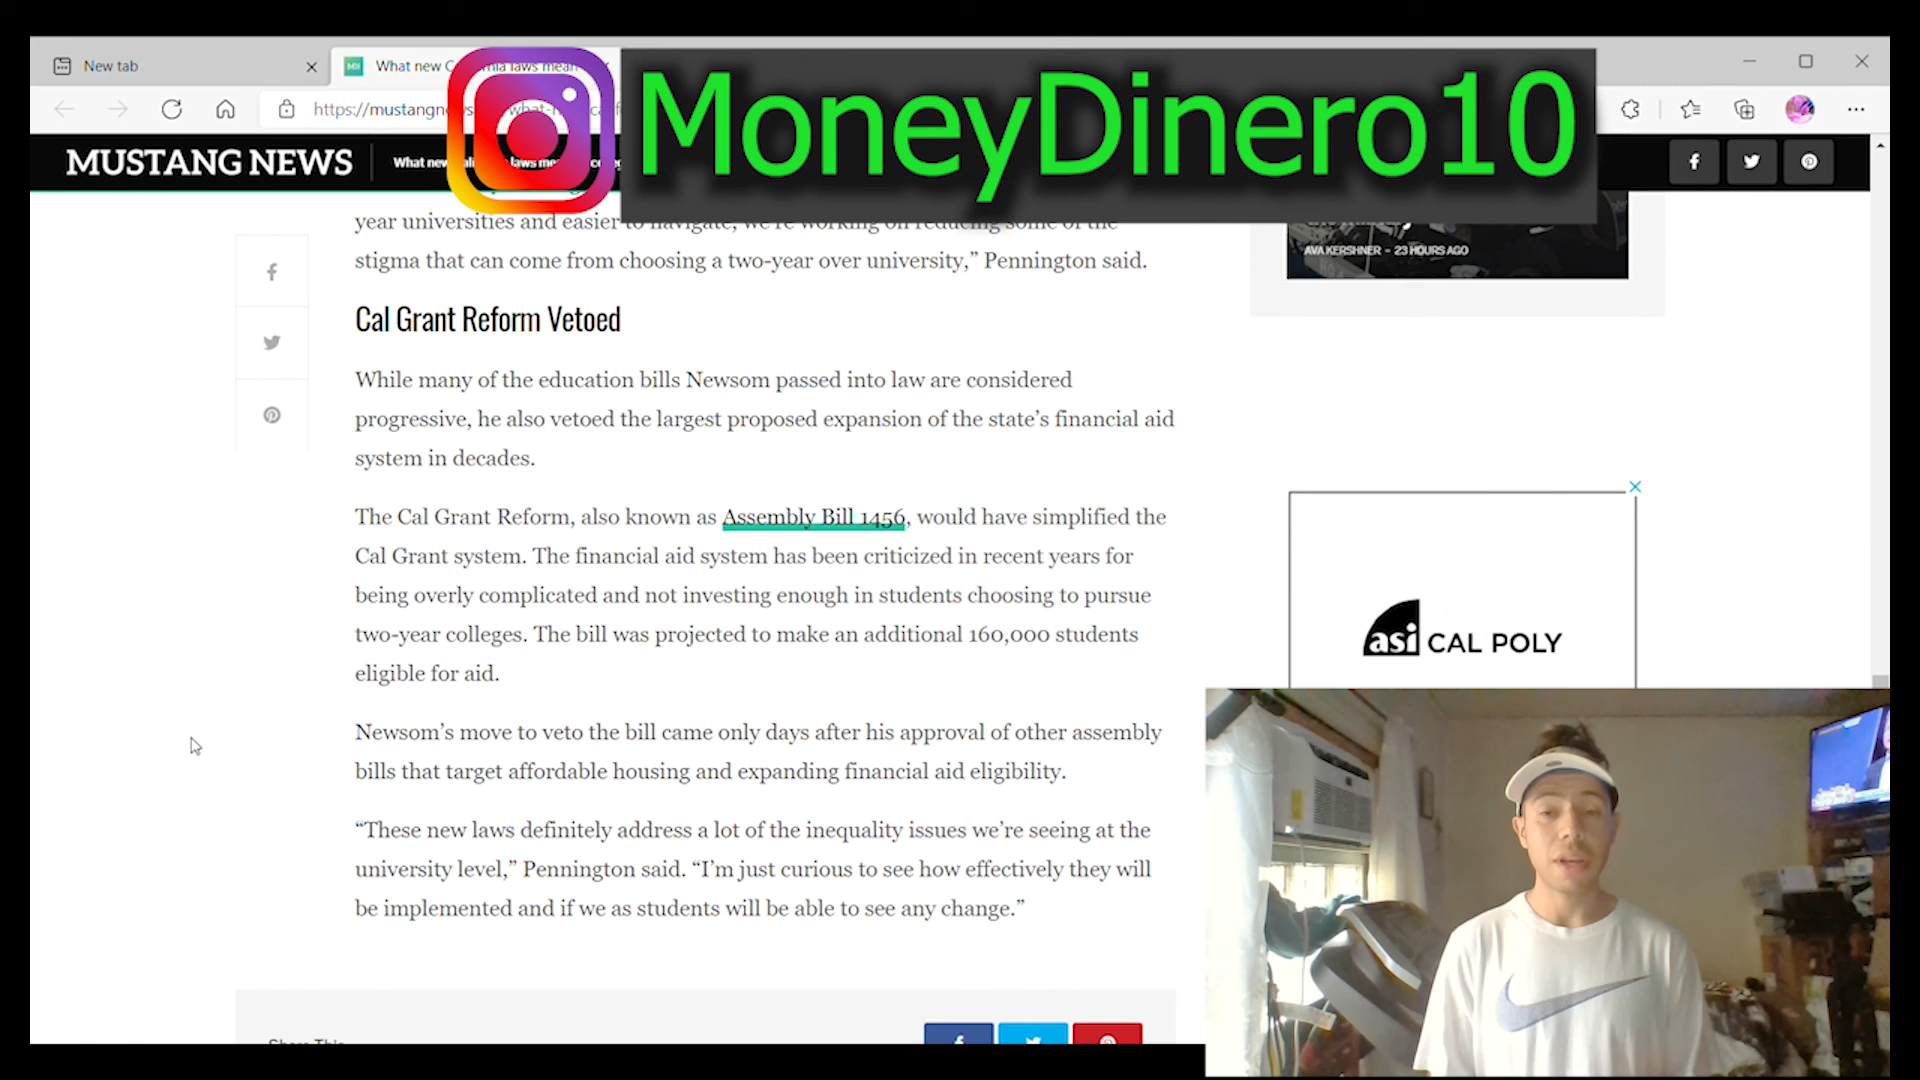 New tab
What new
MoneyDinero10
MUSTANG NEWS
AVA KERSHNER – 23 HOURS AGO
stigma that can come from choosing a two-year over university,” Pennington said.
Cal Grant Reform Vetoed
While many of the education bills Newsom passed into law are considered
progressive, he also vetoed the largest proposed expansion of the state’s financial aid
system in decades.
The Cal Grant Reform, also known as Assembly Bill 1456, would have simplified the
Cal Grant system. The financial aid system has been criticized in recent years for
being overly complicated and not investing enough in students choosing to pursue
two-year colleges. The bill was projected to make an additional 160,000 students
eligible for aid.
Newsom’s move to veto the bill came only days after his approval of other assembly
bills that target affordable housing and expanding financial aid eligibility.
“These new laws definitely address a lot of the inequality issues we’re seeing at the
university level,” Pennington said. “I’m just curious to see how effectively they will
be implemented and if we as students will be able to see any change.”
asi CAL POLY